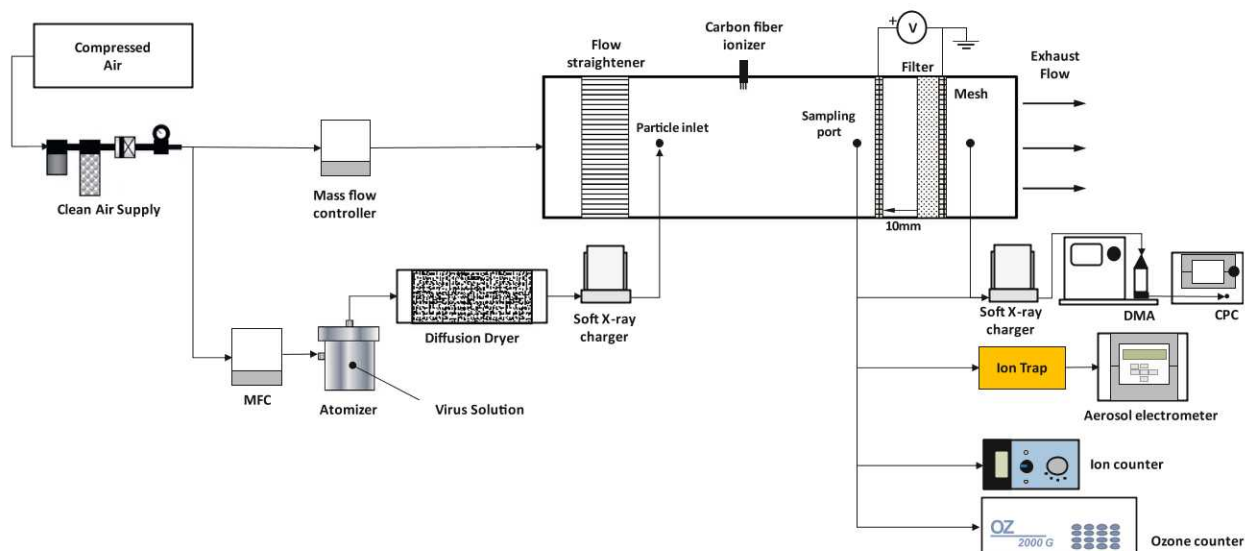 Compressed
Air
Clean Air Supply
Mass flow
controller
Flow
straightener
Carbon fiber
ionizer
Particle inlet
Sampling
port
+
V
Filter
Mesh
Exhaust
Flow
10mm
MFC
Atomizer
Virus Solution
Diffusion Dryer
Soft X-ray
charger
Soft X-ray
charger
DMA
CPC
Ion Trap
Aerosol electrometer
Ion counter
OZ
2000 G
Ozone counter